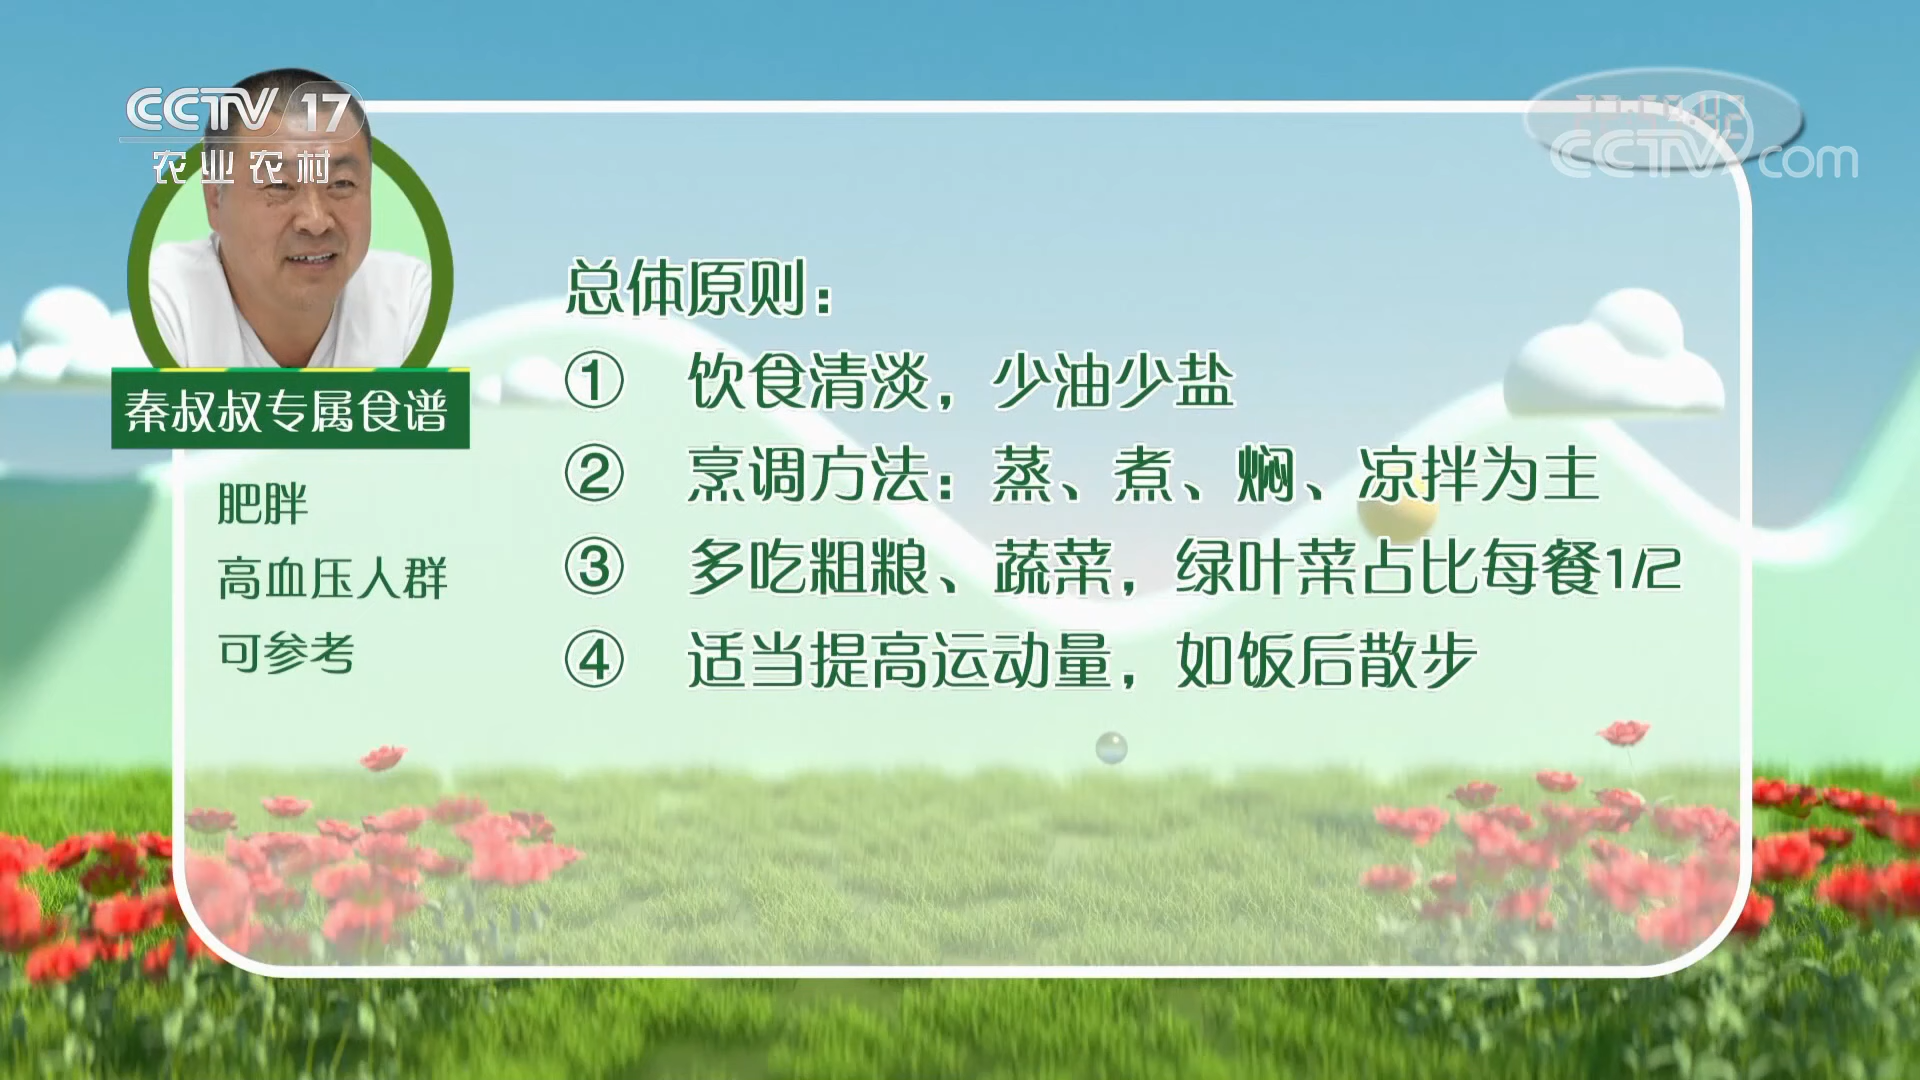 CCTV 17
农业农村
CCTV com
秦叔叔专属食谱
肥胖
高血压人群
可参考
总体原则：
① 饮食清淡，少油少盐
② 烹调方法：蒸、煮、焖、凉拌为主
③ 多吃粗粮、蔬菜，绿叶菜占比每餐1/2
④ 适当提高运动量，如饭后散步